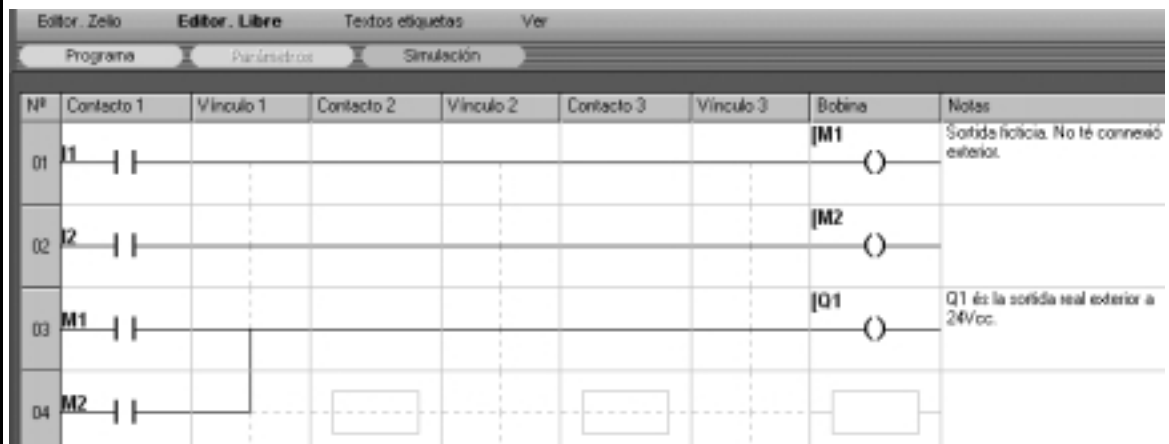 Editor. Zelio Editor. Libre Textos etiquetas Ver
Programa Parámetros Simulación
Nº Contacto 1 Vínculo 1 Contacto 2 Vínculo 2 Contacto 3 Vínculo 3 Bobina Notas
01 I1 [M1 Sortida fictícia. No té connexió
exterior.
02 I2 [M2
03 M1 [Q1 Q1 és la sortida real exterior a
24Vcc.
04 M2